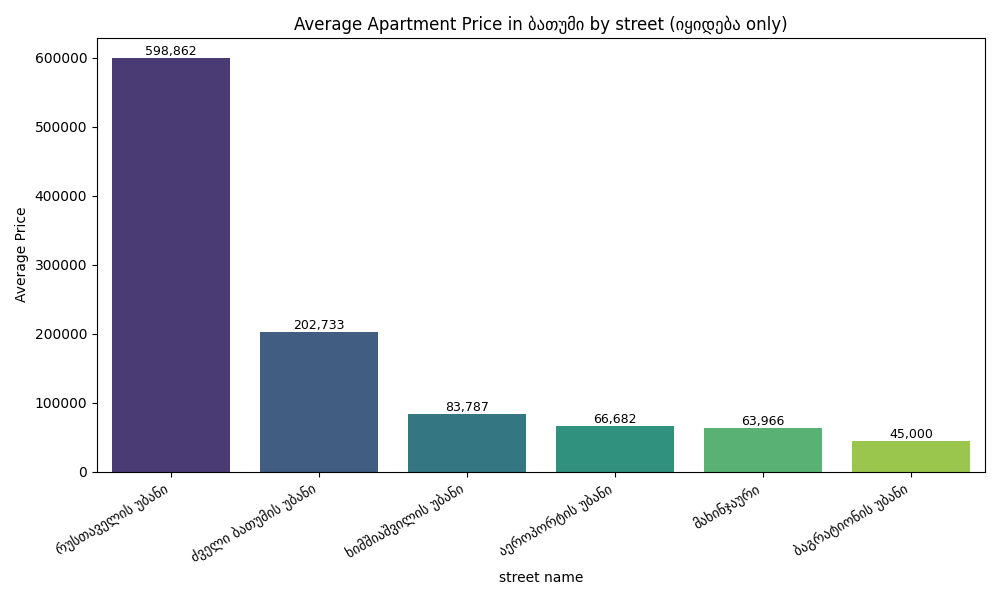 Average Apartment Price in ბათუმი by street (იყიდება only)
Average Price
600000
500000
400000
300000
200000
100000
0
598,862
202,733
83,787
66,682
63,966
45,000
რუსთაველის უბანი
ძველი ბათუმის უბანი
ხიმშიაშვილის უბანი
აეროპორტის უბანი
მახინჯაური
ბაგრატიონის უბანი
street name